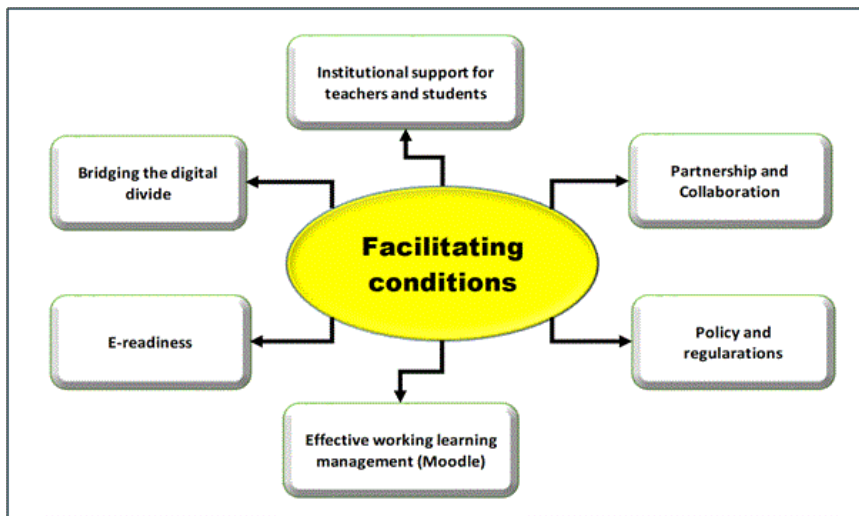 Institutional support for
teachers and students
Bridging the digital
divide
Partnership and
Collaboration
Facilitating
conditions
E-readiness
Policy and
regularations
Effective working learning
management (Moodle)